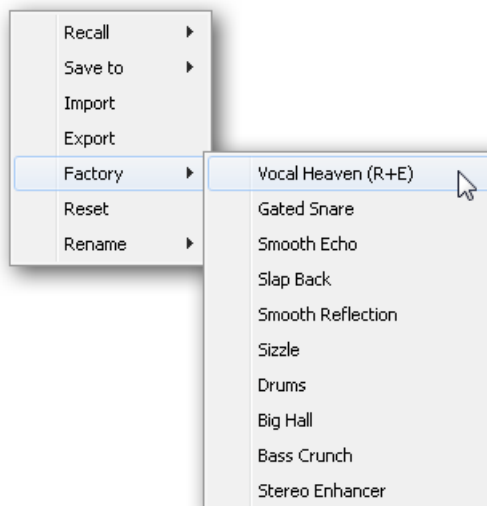 Recall
Save to
Import
Export
Factory
Reset
Rename
Vocal Heaven (R+E)
Gated Snare
Smooth Echo
Slap Back
Smooth Reflection
Sizzle
Drums
Big Hall
Bass Crunch
Stereo Enhancer